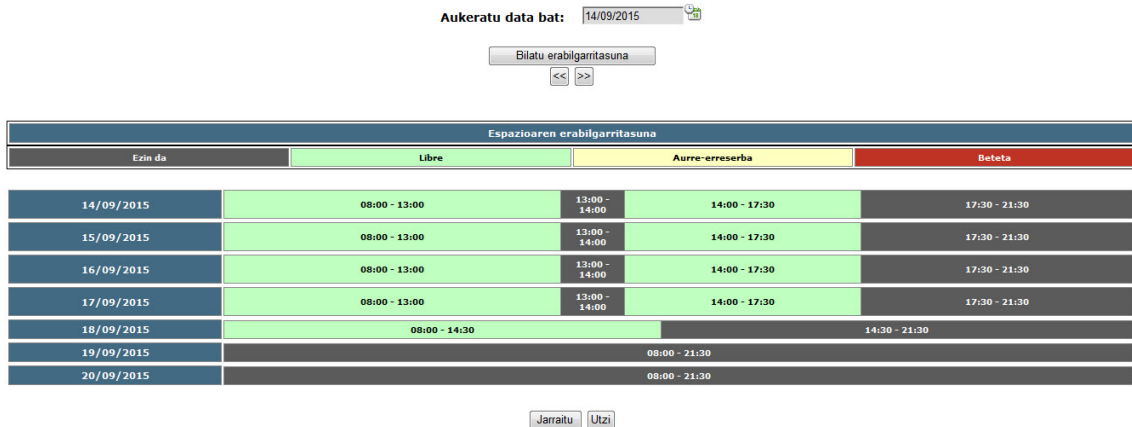 Aukeratu data bat: 14/09/2015
Bilatu erabilgarritasuna
<< >>
Espazioaren erabilgarritasuna
Ezin da Libre Aurre-erreserba Beteta
14/09/2015 08:00 - 13:00 13:00 - 14:00 14:00 - 17:30 17:30 - 21:30
15/09/2015 08:00 - 13:00 13:00 - 14:00 14:00 - 17:30 17:30 - 21:30
16/09/2015 08:00 - 13:00 13:00 - 14:00 14:00 - 17:30 17:30 - 21:30
17/09/2015 08:00 - 13:00 13:00 - 14:00 14:00 - 17:30 17:30 - 21:30
18/09/2015 08:00 - 14:30 14:30 - 21:30
19/09/2015 08:00 - 21:30
20/09/2015 08:00 - 21:30
Jarraitu Utzi